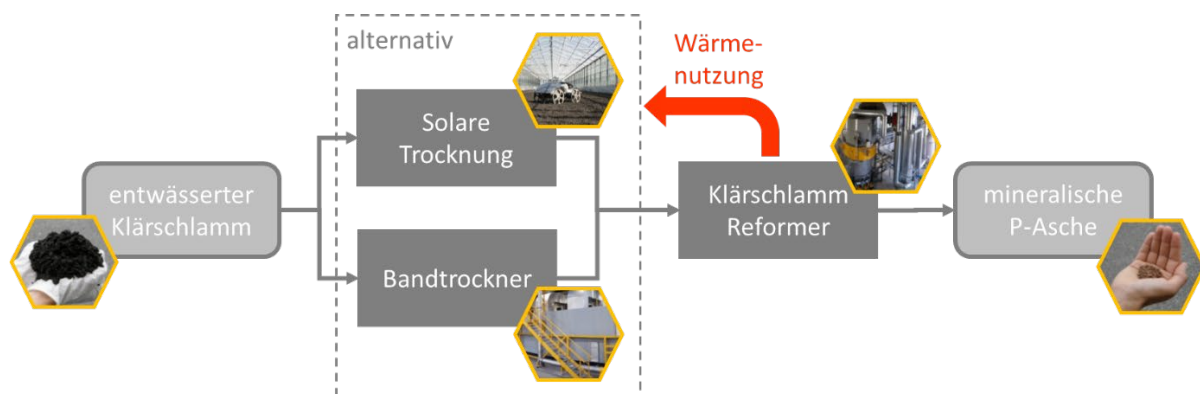 alternativ
Wärme-
nutzung
Solare
Trocknung
entwässerter
Klärschlamm
Klärschlamm
Reformer
mineralische
P-Asche
Bandtrockner